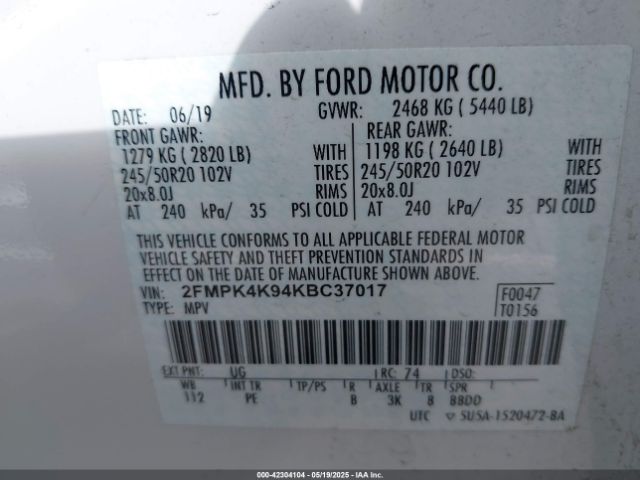 MFD. BY FORD MOTOR CO.
DATE: 06/19 GVWR: 2468 KG ( 5440 LB)
FRONT GAWR: REAR GAWR:
1279 KG ( 2820 LB) WITH 1198 KG ( 2640 LB) WITH
245/50R20 102V TIRES 245/50R20 102V TIRES
20x8.0J RIMS 20x8.0J RIMS
AT 240 kPa/ 35 PSI COLD AT 240 kPa/ 35 PSI COLD
THIS VEHICLE CONFORMS TO ALL APPLICABLE FEDERAL MOTOR
VEHICLE SAFETY AND THEFT PREVENTION STANDARDS IN
EFFECT ON THE DATE OF MANUFACTURE SHOWN ABOVE.
VIN: 2FMPK4K94KBC37017 F0047
TYPE: MPV T0156
EXT PNT: UG RC: 74 DSO:
WB INT TR TP/PS R AXLE TR SPR
112 PE B 3K 8 BBDD
UTC ▽ 5U5A-1520472-BA
000-42304104 - 05/19/2025 - IAAI.com